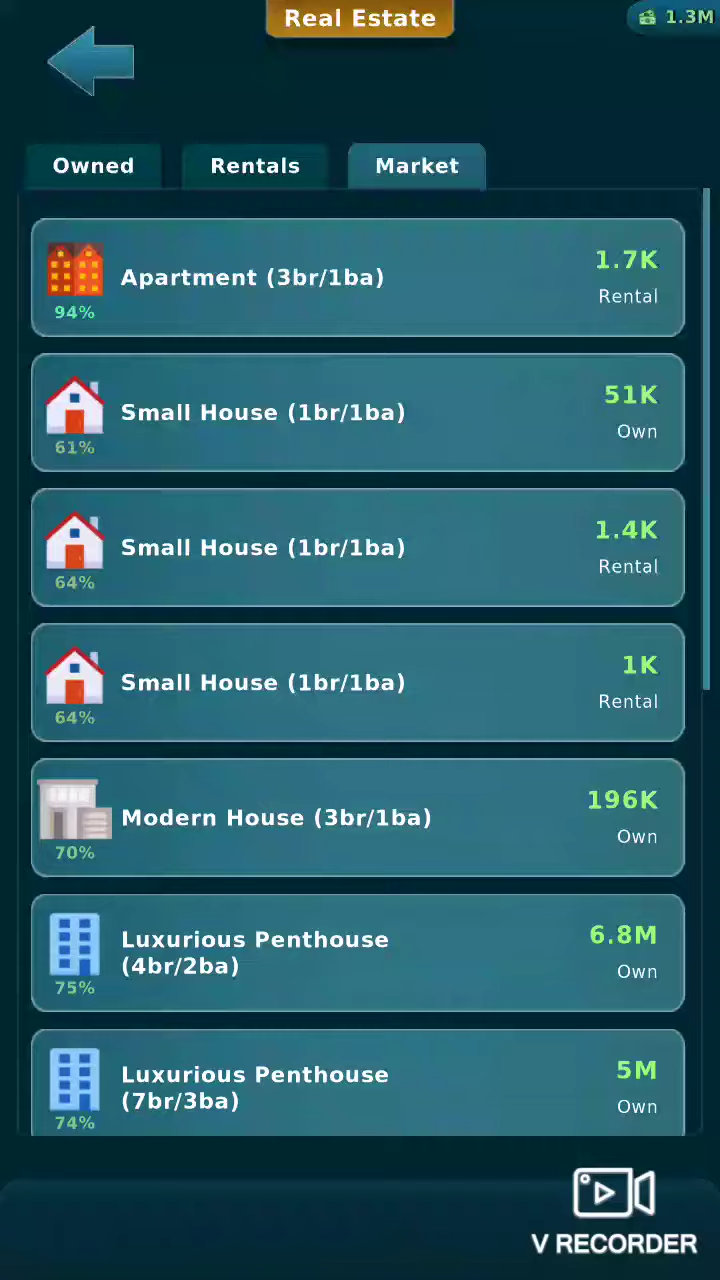 Real Estate
1.3M
Owned
Rentals
Market
Apartment (3br/1ba)
1.7K
Rental
94%
Small House (1br/1ba)
51K
Own
61%
Small House (1br/1ba)
1.4K
Rental
64%
Small House (1br/1ba)
1K
Rental
64%
Modern House (3br/1ba)
196K
Own
70%
Luxurious Penthouse
(4br/2ba)
6.8M
Own
75%
Luxurious Penthouse
(7br/3ba)
5M
Own
74%
V RECORDER